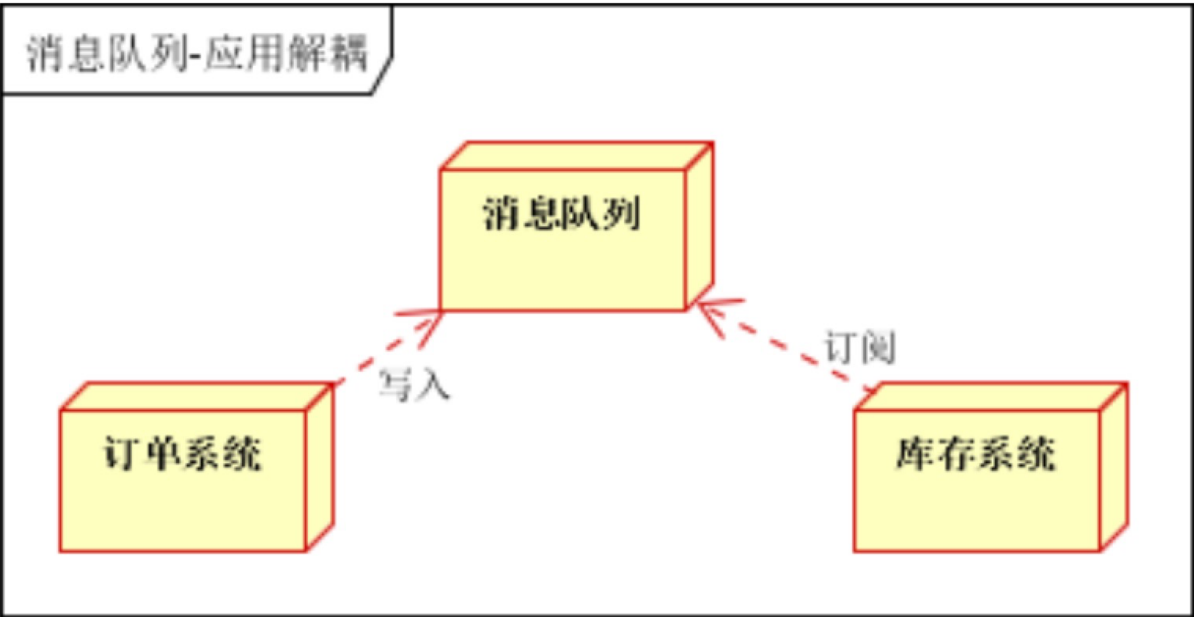 消息队列-应用解耦
消息队列
订阅
写入
订单系统
库存系统